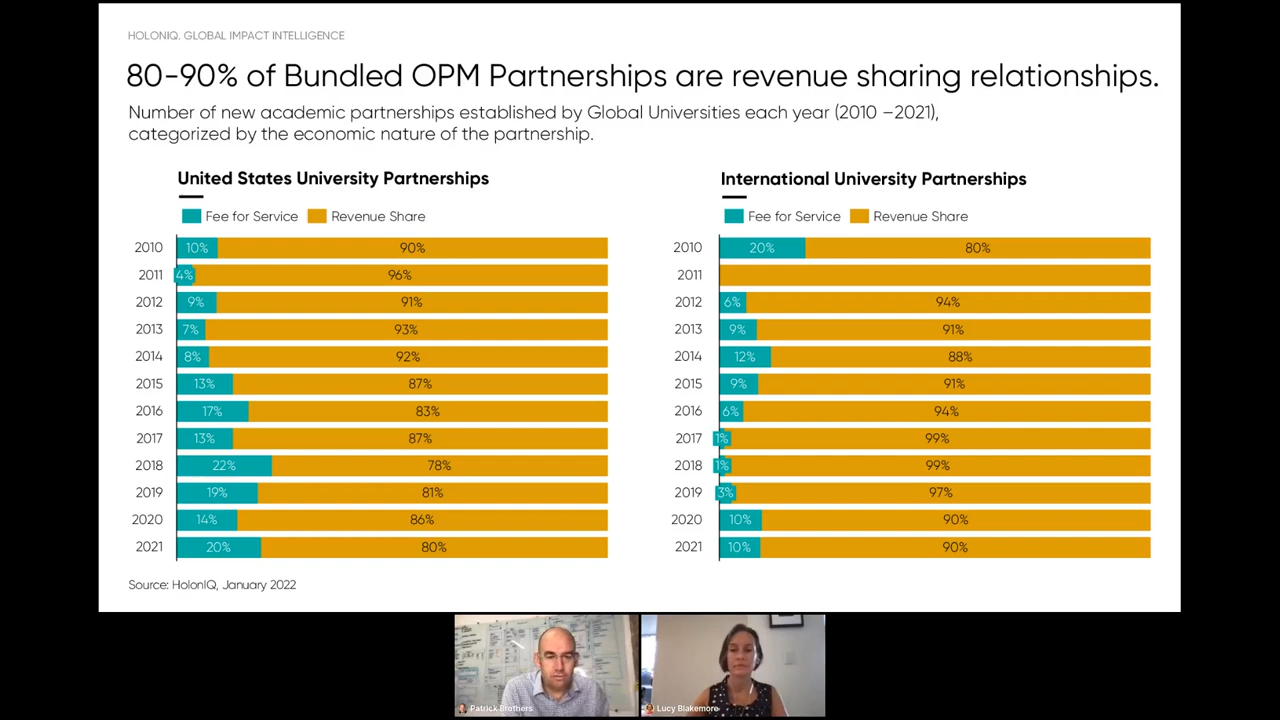 HOLONIQ. GLOBAL IMPACT INTELLIGENCE
80-90% of Bundled OPM Partnerships are revenue sharing relationships.
Number of new academic partnerships established by Global Universities each year (2010 –2021),
categorized by the economic nature of the partnership.
United States University Partnerships
Fee for Service Revenue Share
2010 10% 90%
2011 4% 96%
2012 9% 91%
2013 7% 93%
2014 8% 92%
2015 13% 87%
2016 17% 83%
2017 13% 87%
2018 22% 78%
2019 19% 81%
2020 14% 86%
2021 20% 80%
International University Partnerships
Fee for Service Revenue Share
2010 20% 80%
2011
2012 6% 94%
2013 9% 91%
2014 12% 88%
2015 9% 91%
2016 6% 94%
2017 1% 99%
2018 1% 99%
2019 3% 97%
2020 10% 90%
2021 10% 90%
Source: HolonIQ, January 2022
Patrick Brothers
Lucy Blakemore